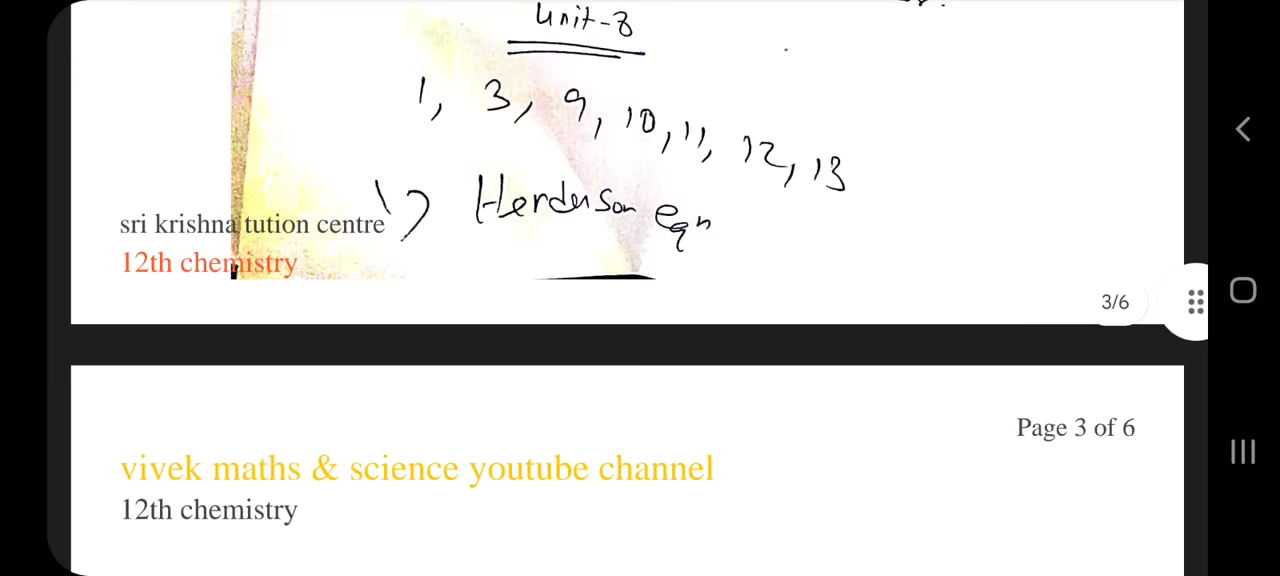 Unit-8
1, 3, 9, 10, 11, 12, 13
1) Henderson eqn
sri krishna tution centre
12th chemistry
3/6
Page 3 of 6
vivek maths & science youtube channel
12th chemistry